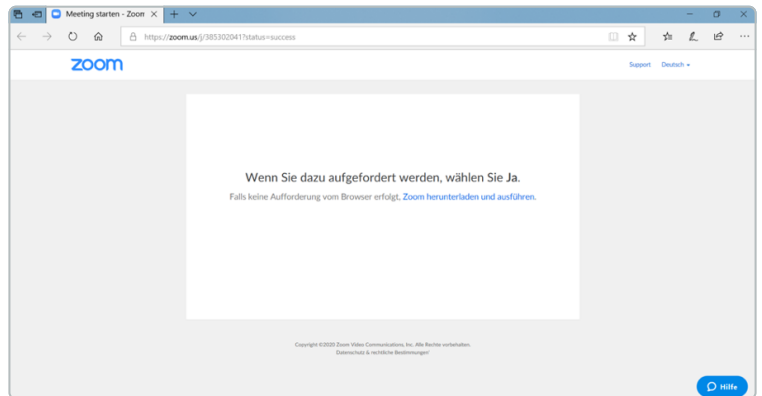 Meeting starten - Zoom
https://zoom.us/j/385302041?status=success
zoom
Support Deutsch
Wenn Sie dazu aufgefordert werden, wählen Sie Ja.
Falls keine Aufforderung vom Browser erfolgt, Zoom herunterladen und ausführen.
Copyright ©2020 Zoom Video Communications, Inc. Alle Rechte vorbehalten.
Datenschutz & rechtliche Bestimmungen/
Hilfe